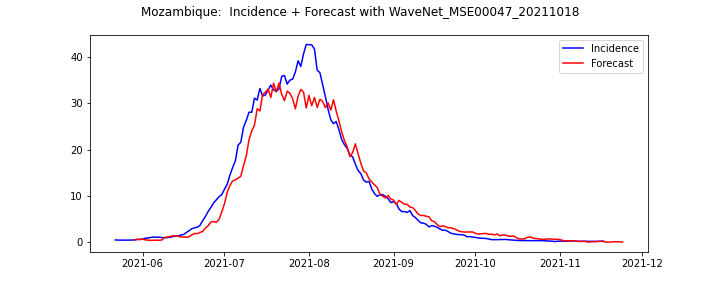 Mozambique:  Incidence + Forecast with WaveNet_MSE00047_20211018
Incidence
Forecast
40
30
20
10
0
2021-06 2021-07 2021-08 2021-09 2021-10 2021-11 2021-12